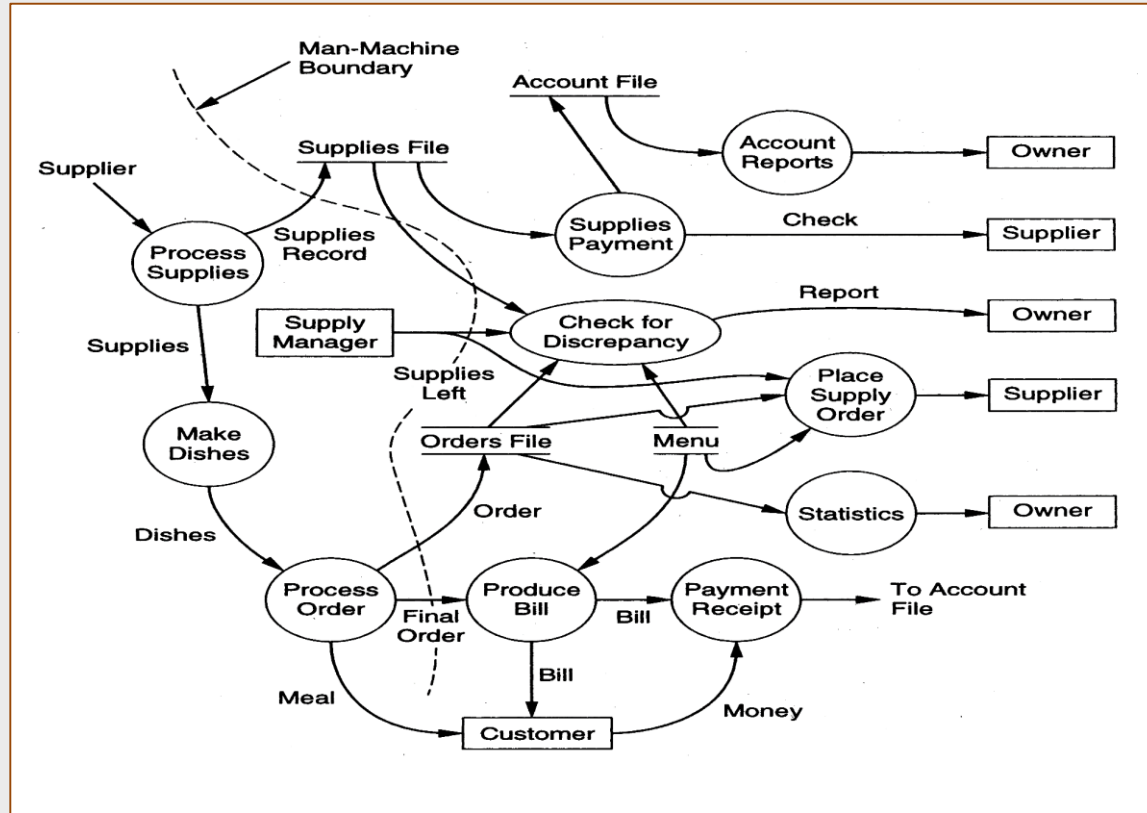 Man-Machine
Boundary
Account File
Supplies File
Account
Reports
Owner
Supplier
Supplies
Record
Supplies
Payment
Check
Supplier
Process
Supplies
Report
Supply
Manager
Check for
Discrepancy
Owner
Supplies
Supplies
Left
Place
Supply
Order
Supplier
Make
Dishes
Orders File
Menu
Order
Statistics
Owner
Dishes
Process
Order
Final
Order
Produce
Bill
Bill
Payment
Receipt
To Account
File
Meal
Bill
Customer
Money